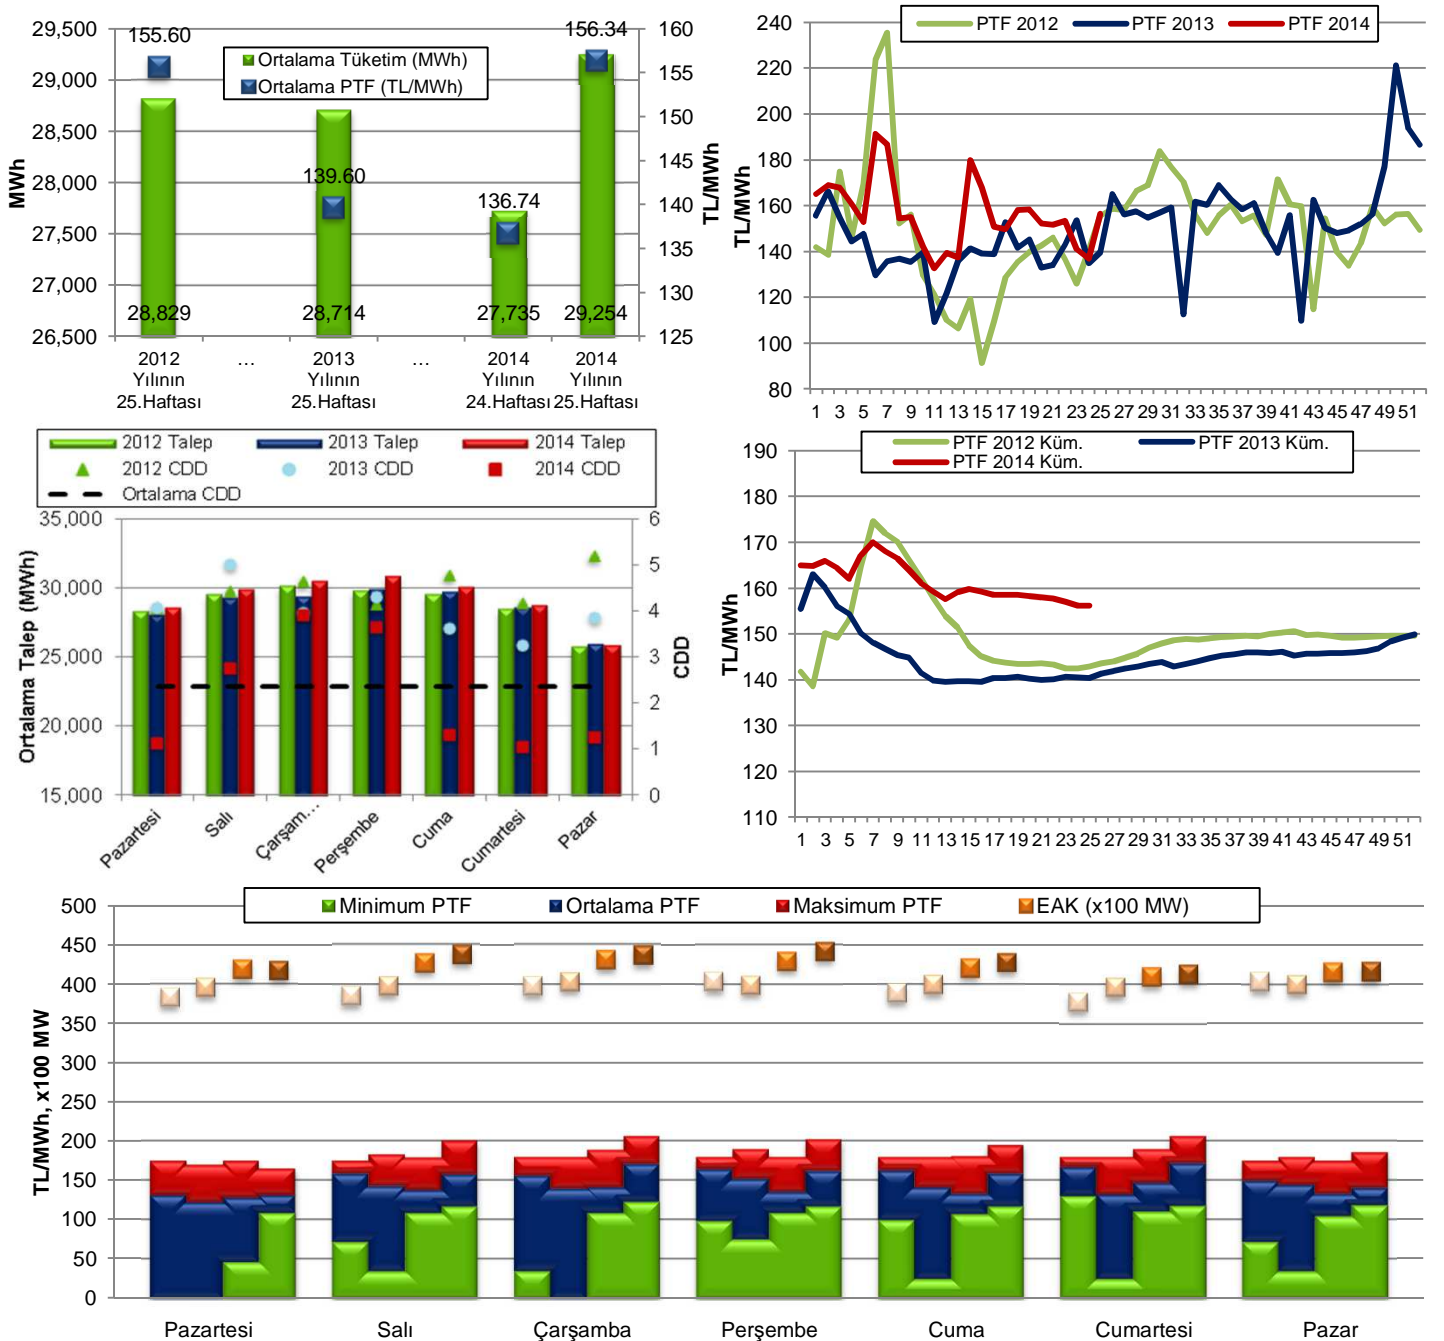 29,500
29,000
28,500
28,000
27,500
27,000
26,500
MWh
155.60
139.60
136.74
156.34
Ortalama Tüketim (MWh)
Ortalama PTF (TL/MWh)
28,829
28,714
27,735
29,254
160
155
150
145
140
135
130
125
TL/MWh
2012 Yılının 25.Haftası
...
2013 Yılının 25.Haftası
...
2014 Yılının 24.Haftası
2014 Yılının 25.Haftası
PTF 2012 PTF 2013 PTF 2014
240
220
200
180
160
140
120
100
80
TL/MWh
1 3 5 7 9 11 13 15 17 19 21 23 25 27 29 31 33 35 37 39 41 43 45 47 49 51
2012 Talep 2013 Talep 2014 Talep
2012 CDD 2013 CDD 2014 CDD
Ortalama CDD
35,000
30,000
25,000
20,000
15,000
Ortalama Talep (MWh)
6
5
4
3
2
1
0
CDD
Pazartesi
Salı
Çarşam...
Perşembe
Cuma
Cumartesi
Pazar
PTF 2012 Küm. PTF 2013 Küm.
PTF 2014 Küm.
190
180
170
160
150
140
130
120
110
TL/MWh
1 3 5 7 9 11 13 15 17 19 21 23 25 27 29 31 33 35 37 39 41 43 45 47 49 51
Minimum PTF Ortalama PTF Maksimum PTF EAK (x100 MW)
500
450
400
350
300
250
200
150
100
50
0
TL/MWh, x100 MW
Pazartesi Salı Çarşamba Perşembe Cuma Cumartesi Pazar